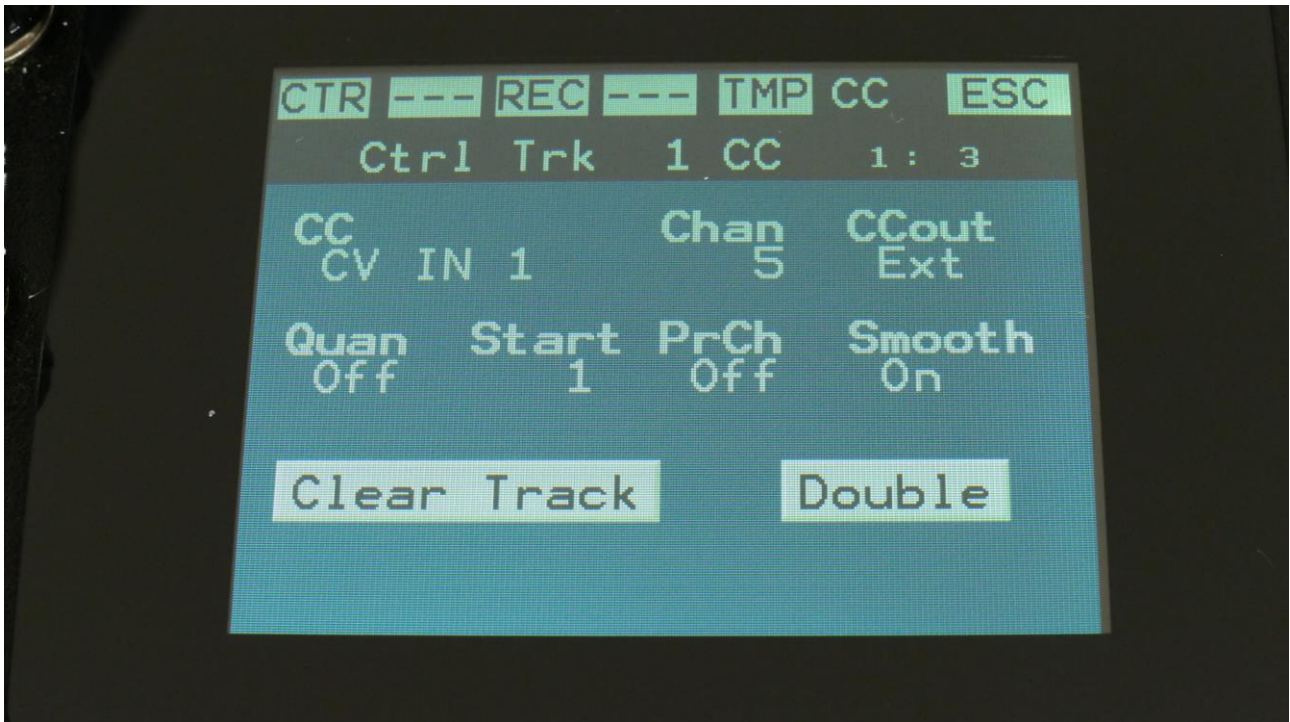 CTR --- REC --- TMP CC ESC
Ctrl Trk 1 CC 1: 3
CC Chan CCout
CV IN 1 5 Ext
Quan Start PrCh Smooth
Off 1 Off On
Clear Track Double